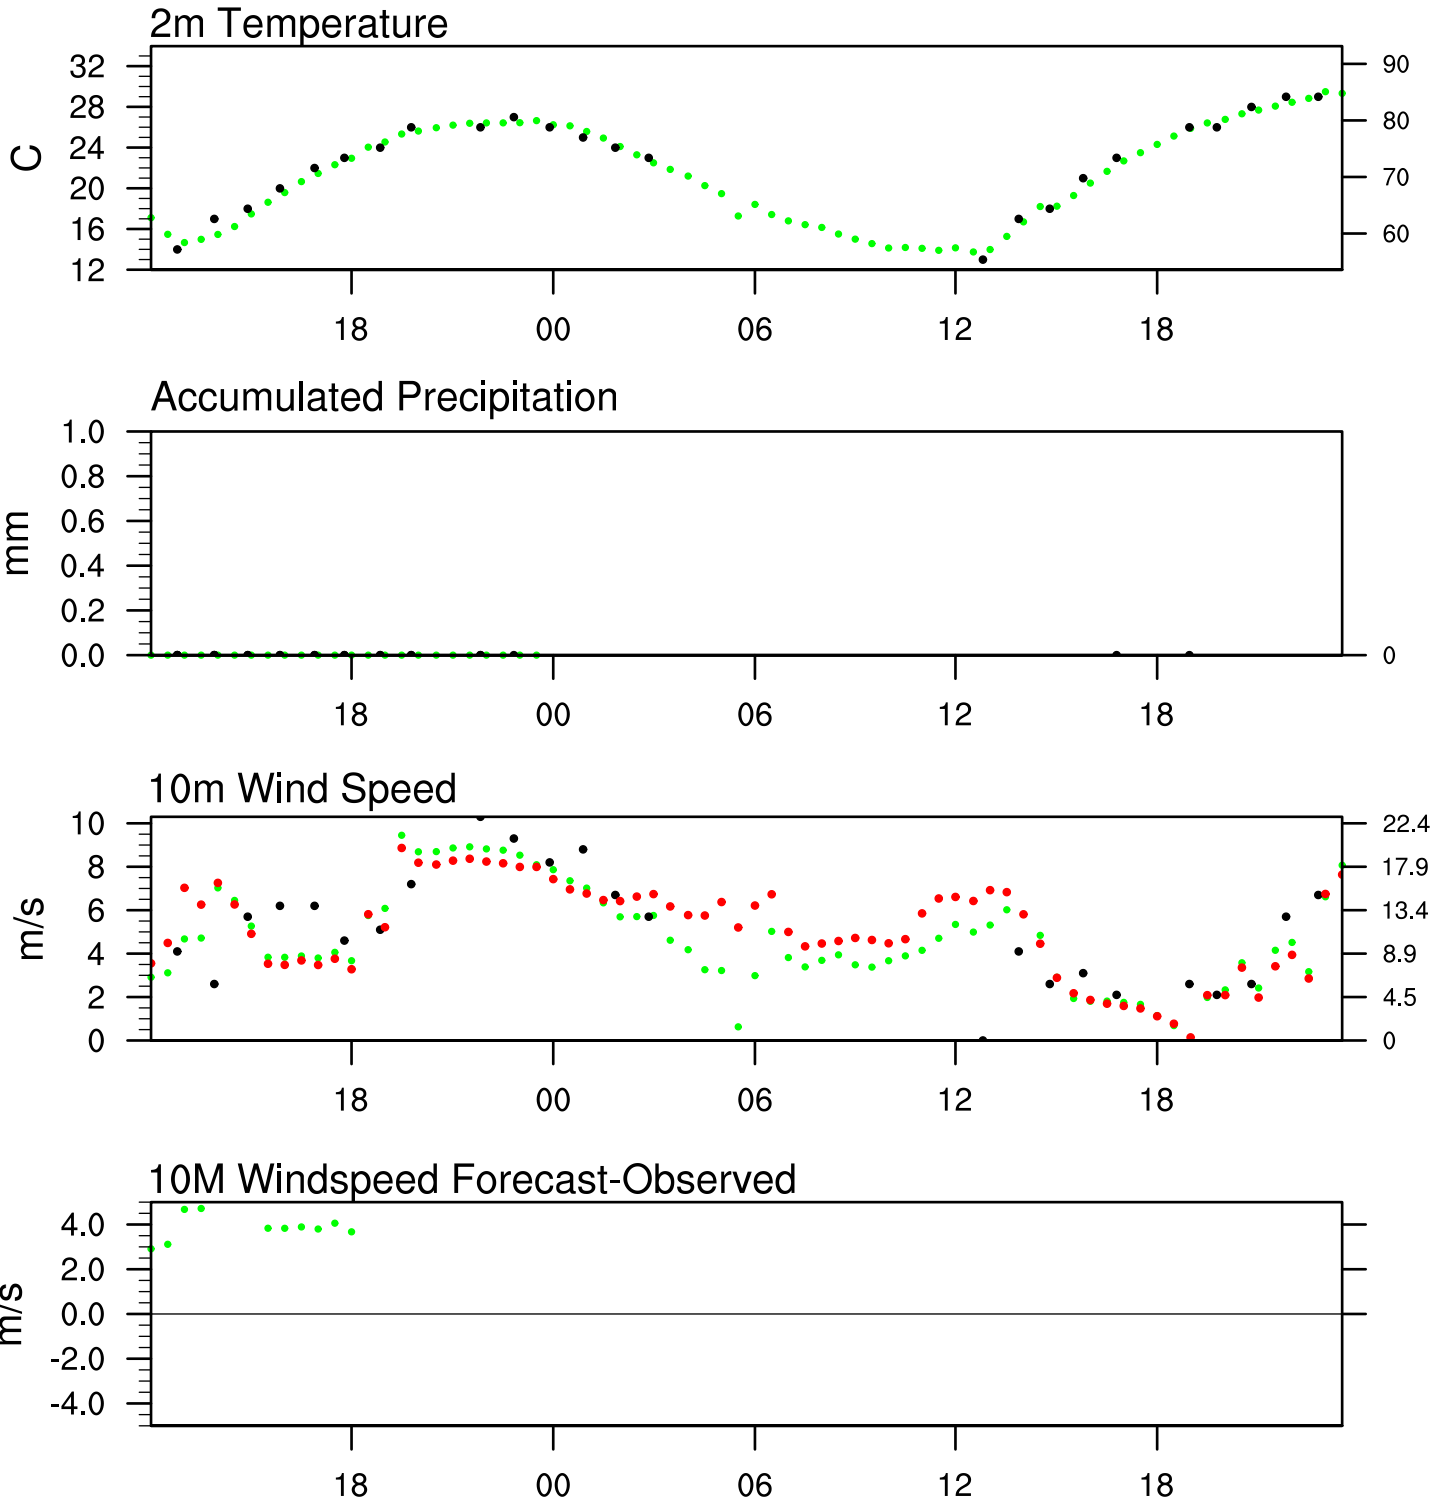 2m Temperature
32
28
24
20
16
12
C
90
80
70
60
18 00 06 12 18
Accumulated Precipitation
1.0
0.8
0.6
0.4
0.2
0.0
mm
0
18 00 06 12 18
10m Wind Speed
10
8
6
4
2
0
m/s
22.4
17.9
13.4
8.9
4.5
0
18 00 06 12 18
10M Windspeed Forecast-Observed
4.0
2.0
0.0
-2.0
-4.0
m/s
18 00 06 12 18